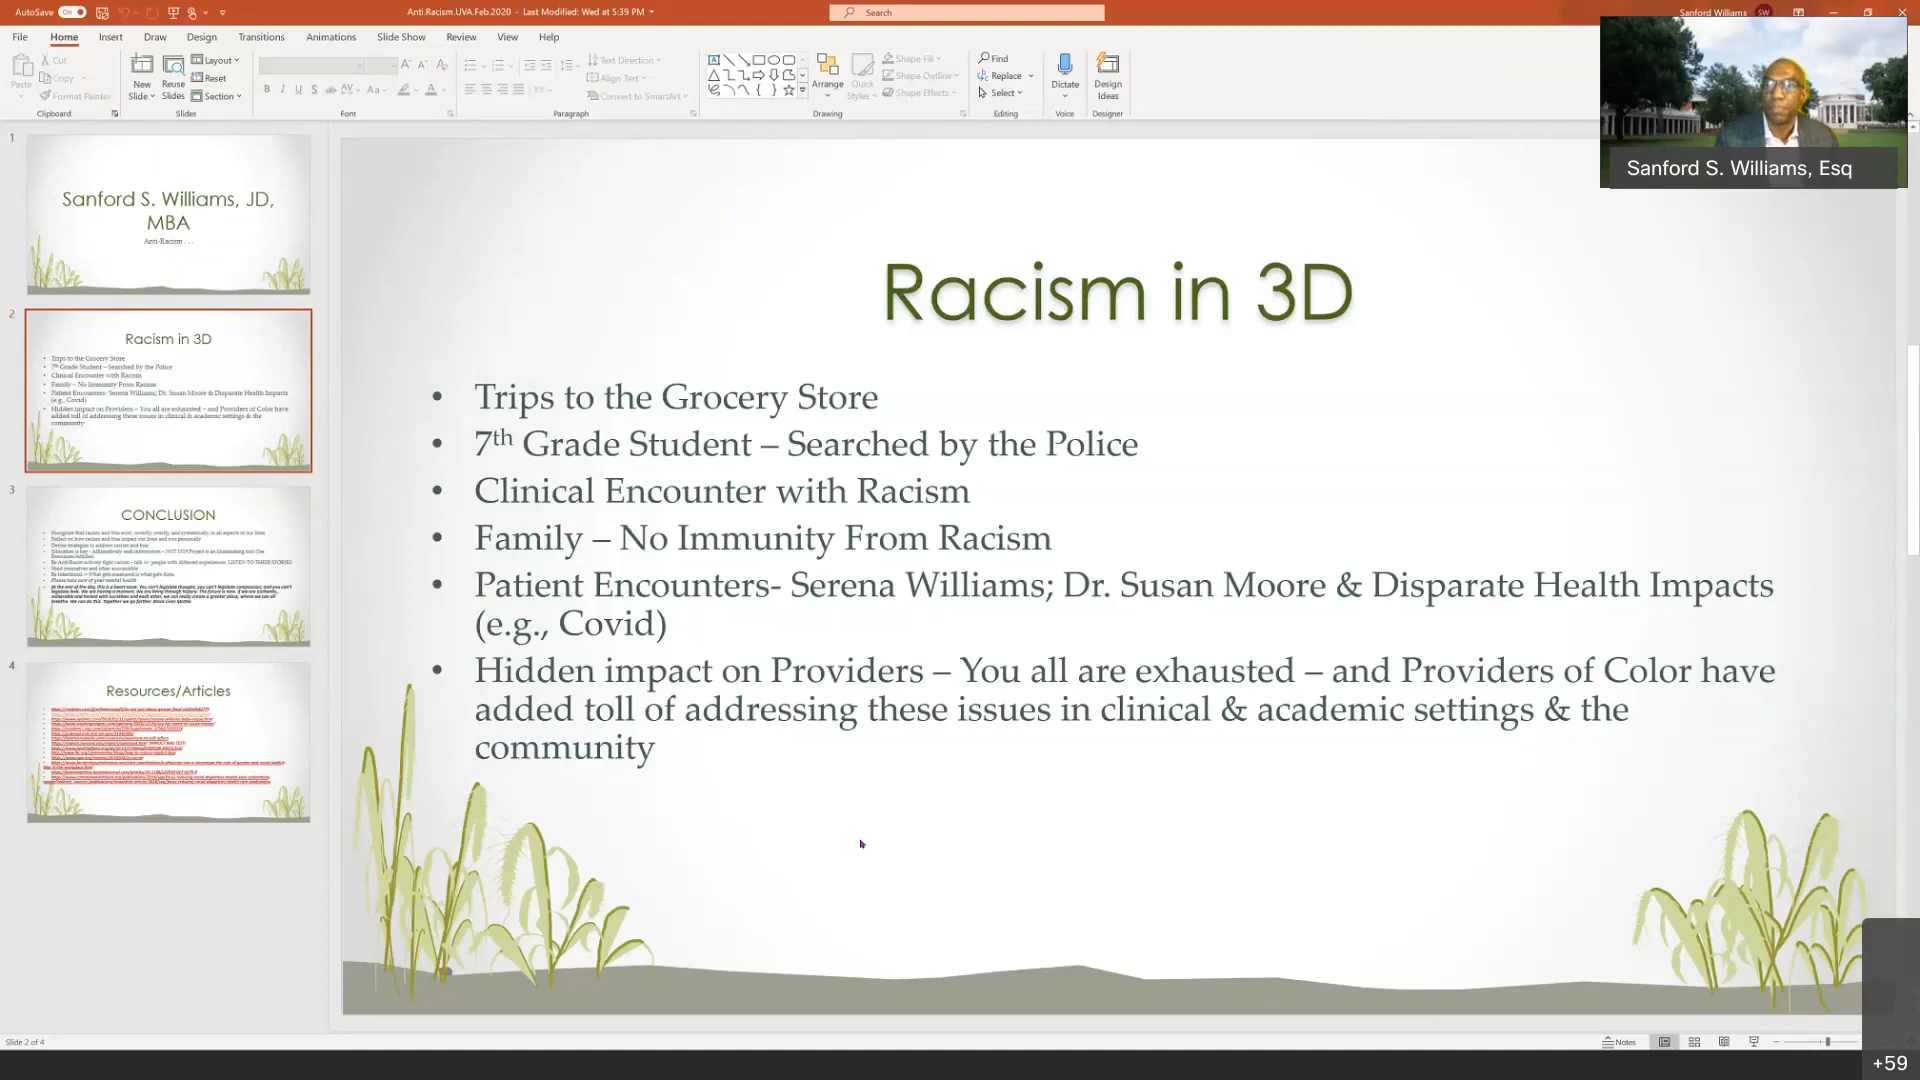 AutoSave On
Anti.Racism.UVA.Feb.2020 - Last Modified: Wed at 5:39 PM
Search
Sanford Williams SW
File Home Insert Draw Design Transitions Animations Slide Show Review View Help
Paste
Cut
Copy
Format Painter
Clipboard
New Slides
Reuse Slides
Layout
Reset
Section
Slides
Font
Text Direction
Align Text
Convert to SmartArt
Paragraph
Arrange
Quick Styles
Shape Fill
Shape Outline
Shape Effects
Drawing
Find
Replace
Select
Editing
Dictate
Voice
Design Ideas
Designer
Sanford S. Williams, Esq
1
Sanford S. Williams, JD,
MBA
Anti-Racism . . .
2
Racism in 3D
• Trips to the Grocery Store
• 7th Grade Student – Searched by the Police
• Clinical Encounter with Racism
• Family – No Immunity From Racism
• Patient Encounters- Serena Williams; Dr. Susan Moore & Disparate Health Impacts
(e.g., Covid)
• Hidden impact on Providers – You all are exhausted – and Providers of Color have
added toll of addressing these issues in clinical & academic settings & the
community
3
CONCLUSION
4
Resources/Articles
Racism in 3D
• Trips to the Grocery Store
• 7th Grade Student – Searched by the Police
• Clinical Encounter with Racism
• Family – No Immunity From Racism
• Patient Encounters- Serena Williams; Dr. Susan Moore & Disparate Health Impacts
(e.g., Covid)
• Hidden impact on Providers – You all are exhausted – and Providers of Color have
added toll of addressing these issues in clinical & academic settings & the
community
Slide 2 of 4
Notes
+59